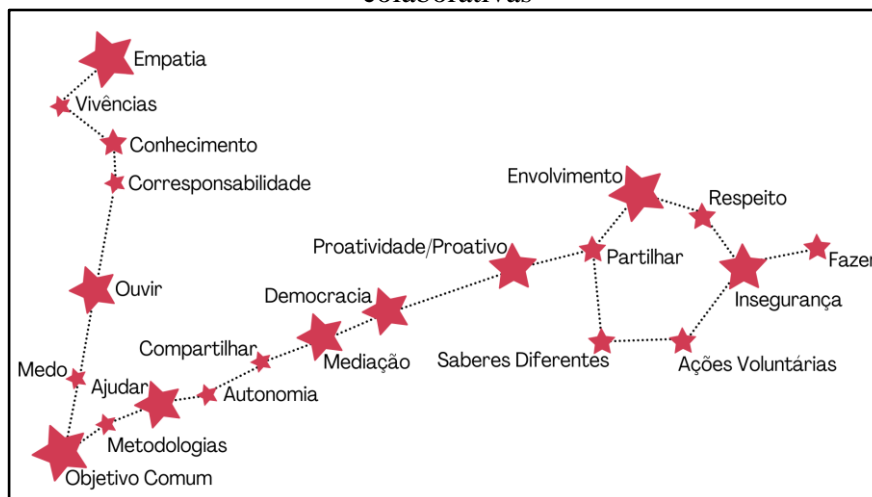 colaborativas
Empatia
Vivências
Conhecimento
Corresponsabilidade
Envolvimento
Respeito
Proatividade/Proativo
Partilhar
Fazer
Ouvir
Democracia
Insegurança
Compartilhar
Mediação
Saberes Diferentes
Ações Voluntárias
Medo
Ajudar
Autonomia
Metodologias
Objetivo Comum